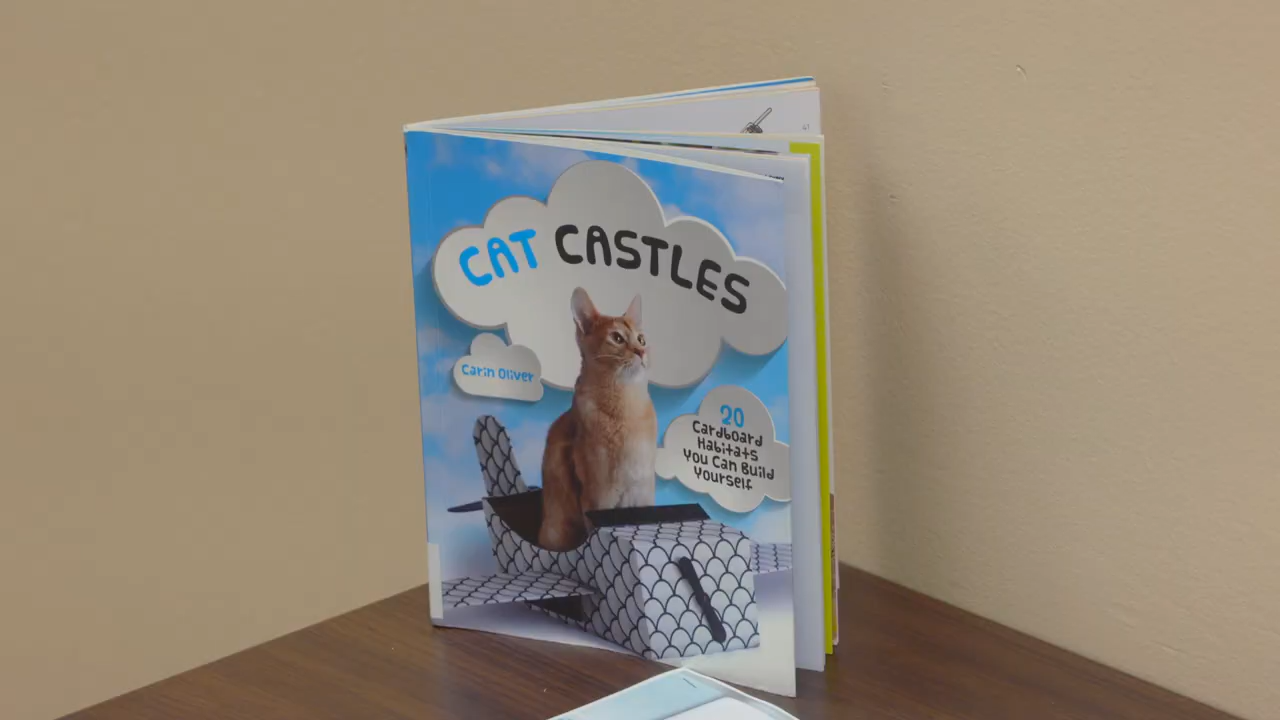 CAT CASTLES
Carin Oliver
20
Cardboard
Habitats
You Can Build
Yourself